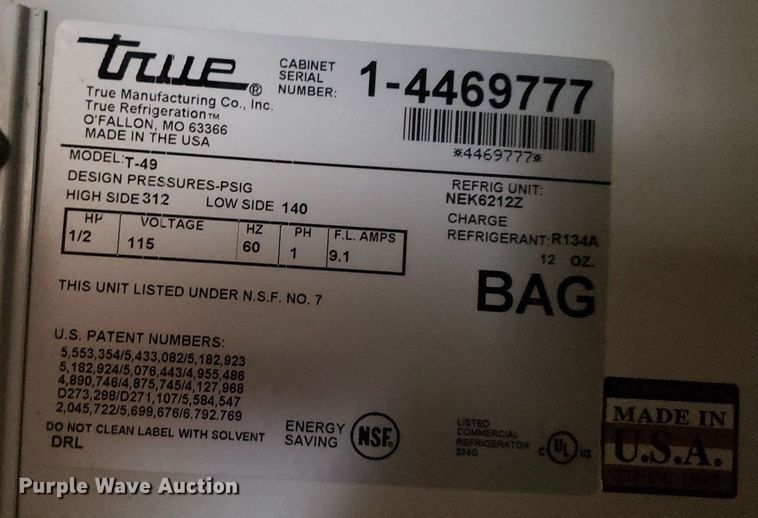 true®
True Manufacturing Co., Inc.
True Refrigeration™
O'FALLON, MO 63366
MADE IN THE USA
CABINET
SERIAL
NUMBER: 1-4469777
*4469777*
MODEL: T-49
DESIGN PRESSURES-PSIG
HIGH SIDE 312 LOW SIDE 140
REFRIG UNIT:
NEK6212Z
CHARGE
REFRIGERANT: R134A
12 OZ.
HP VOLTAGE HZ PH F.L. AMPS
1/2 115 60 1 9.1
BAG
THIS UNIT LISTED UNDER N.S.F. NO. 7
U.S. PATENT NUMBERS:
5,553,354/5,433,082/5,182,923
5,182,924/5,076,443/4,955,486
4,890,746/4,875,745/4,127,968
D273,298/D271,107/5,584,547
2,045,722/5,699,676/6.792.769
DO NOT CLEAN LABEL WITH SOLVENT
DRL
ENERGY
SAVING
NSF.
LISTED
COMMERCIAL
REFRIGERATOR
334G
C UL US
MADE IN
U.S.A.
SINCE 1945
Purple Wave Auction